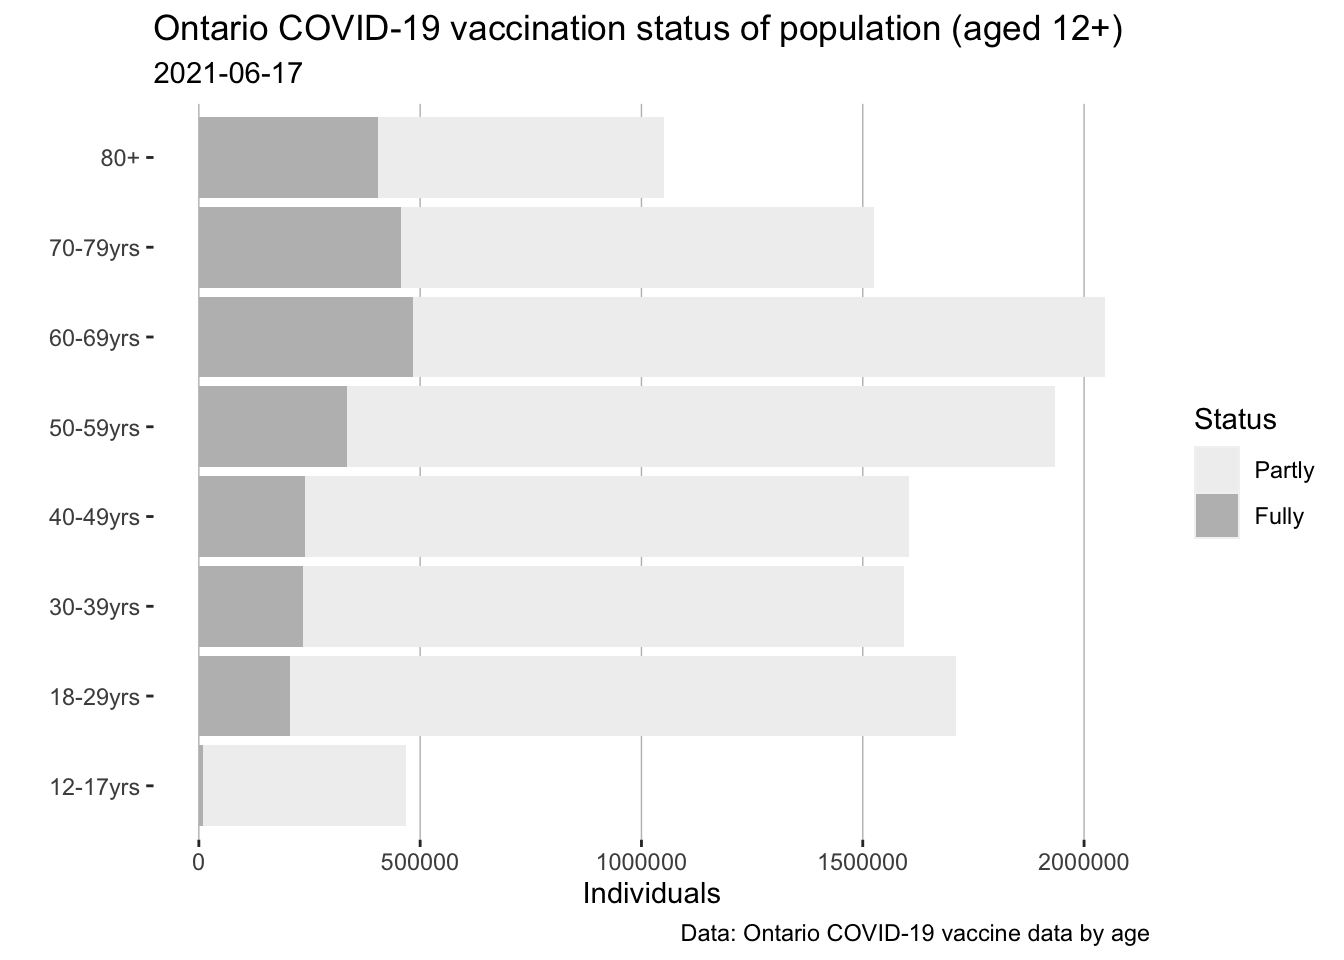 Ontario COVID-19 vaccination status of population (aged 12+)
2021-06-17
80+
70-79yrs
60-69yrs
50-59yrs
40-49yrs
30-39yrs
18-29yrs
12-17yrs
0 500000 1000000 1500000 2000000
Individuals
Status
Partly
Fully
Data: Ontario COVID-19 vaccine data by age